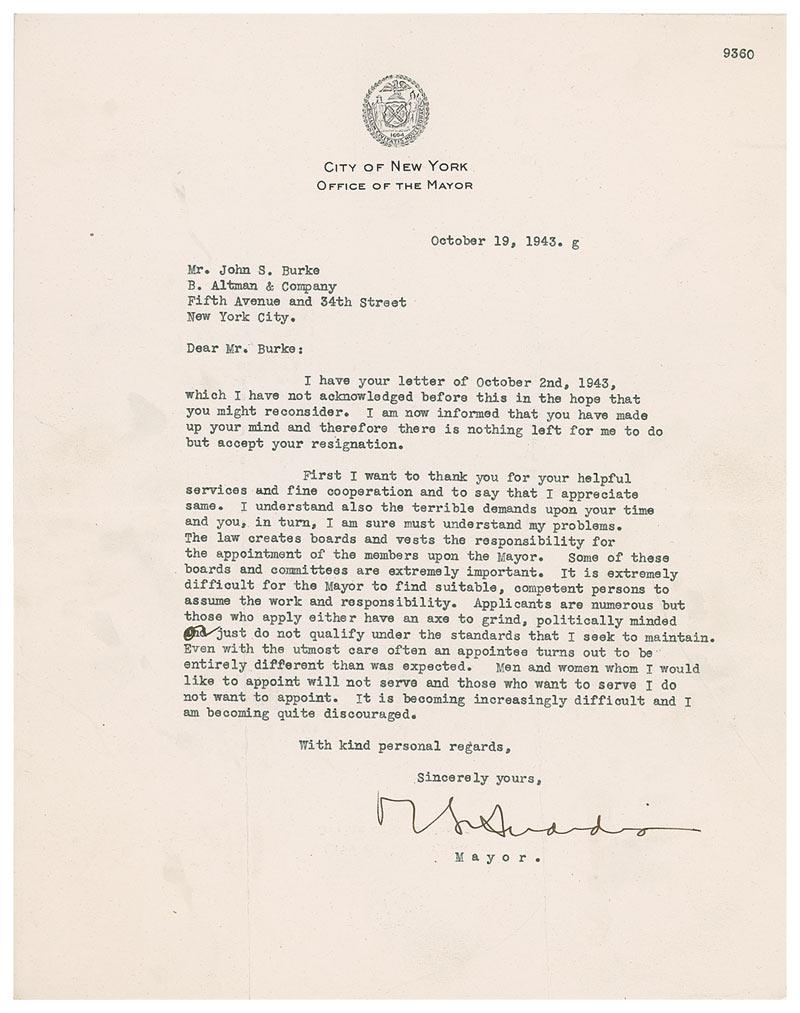 9360
1664
CITY OF NEW YORK
OFFICE OF THE MAYOR
October 19, 1943. g
Mr. John S. Burke
B. Altman & Company
Fifth Avenue and 34th Street
New York City.
Dear Mr. Burke:
I have your letter of October 2nd, 1943,
which I have not acknowledged before this in the hope that
you might reconsider. I am now informed that you have made
up your mind and therefore there is nothing left for me to do
but accept your resignation.
First I want to thank you for your helpful
services and fine cooperation and to say that I appreciate
same. I understand also the terrible demands upon your time
and you, in turn, I am sure must understand my problems.
The law creates boards and vests the responsibility for
the appointment of the members upon the Mayor. Some of these
boards and committees are extremely important. It is extremely
difficult for the Mayor to find suitable, competent persons to
assume the work and responsibility. Applicants are numerous but
those who apply either have an axe to grind, politically minded
or just do not qualify under the standards that I seek to maintain.
Even with the utmost care often an appointee turns out to be
entirely different than was expected. Men and women whom I would
like to appoint will not serve and those who want to serve I do
not want to appoint. It is becoming increasingly difficult and I
am becoming quite discouraged.
With kind personal regards,
Sincerely yours,
F LaGuardia
Mayor.